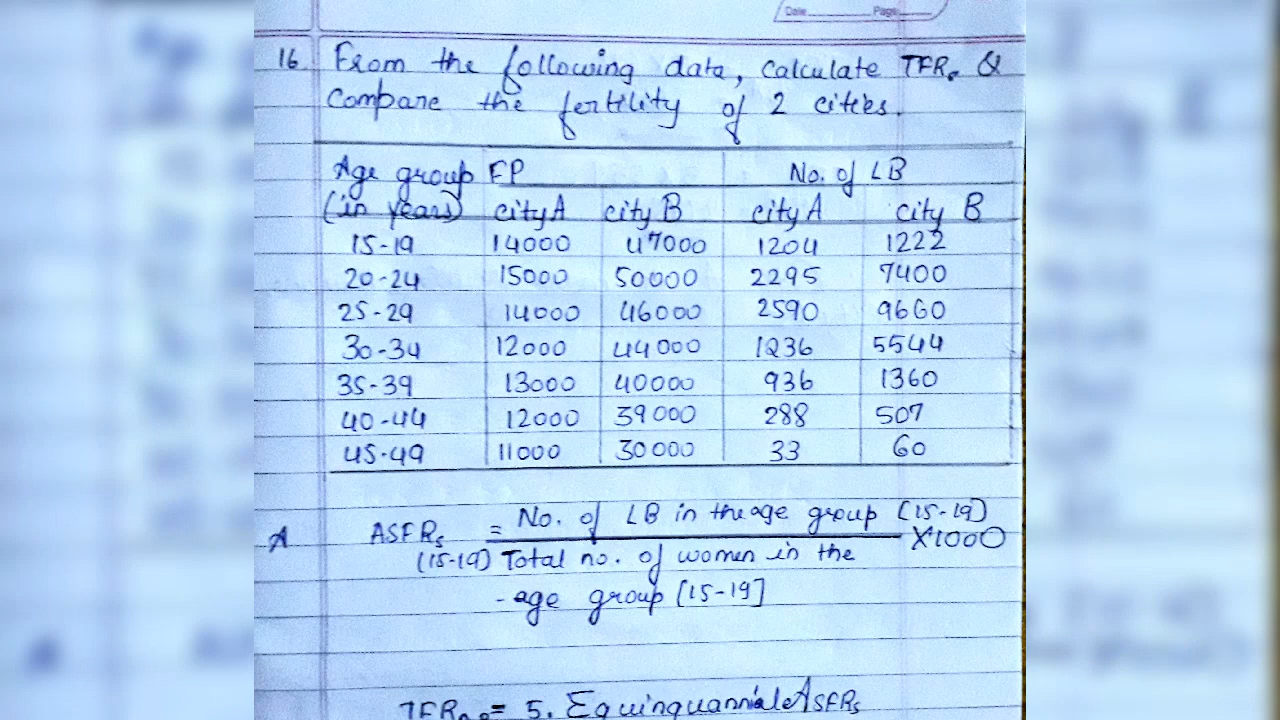 Date Page
16 From the following data, calculate TFRs &
compare the fertility of 2 cities.
Age group FP No. of LB
(in years) city A city B city A city B
15-19 14000 47000 1204 1222
20-24 15000 50000 2295 7400
25-29 14000 46000 2590 9660
30-34 12000 44000 1236 5544
35-39 13000 40000 936 1360
40-44 12000 39000 288 507
45-49 11000 30000 33 60
A ASFRs = No. of LB in the age group [15-19] X1000
(15-19) Total no. of women in the
-age group [15-19]
= 5.